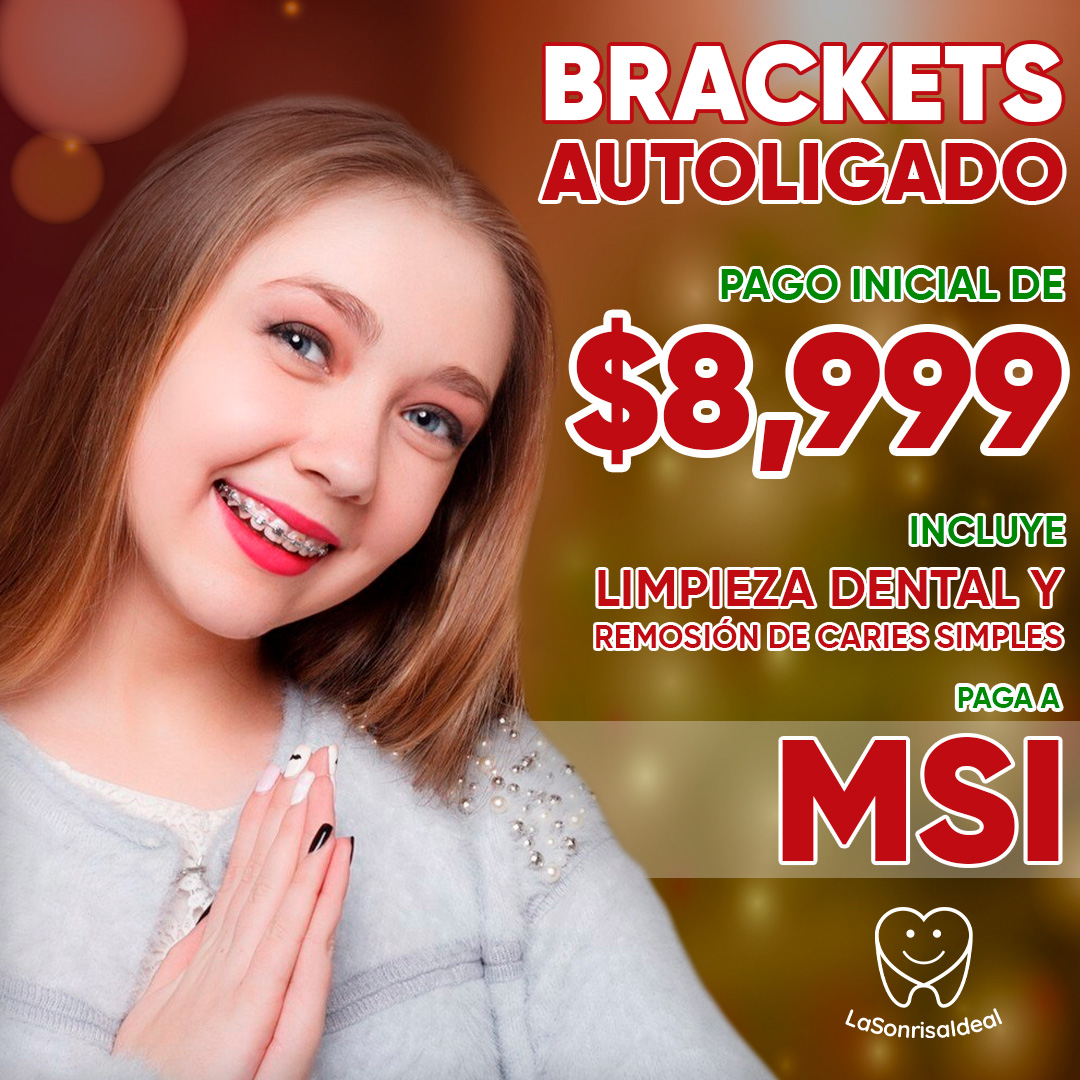 BRACKETS
AUTOLIGADO
PAGO INICIAL DE
$8,999
INCLUYE
LIMPIEZA DENTAL Y
REMOSIÓN DE CARIES SIMPLES
PAGA A
MSI
LaSonrisaIdeal